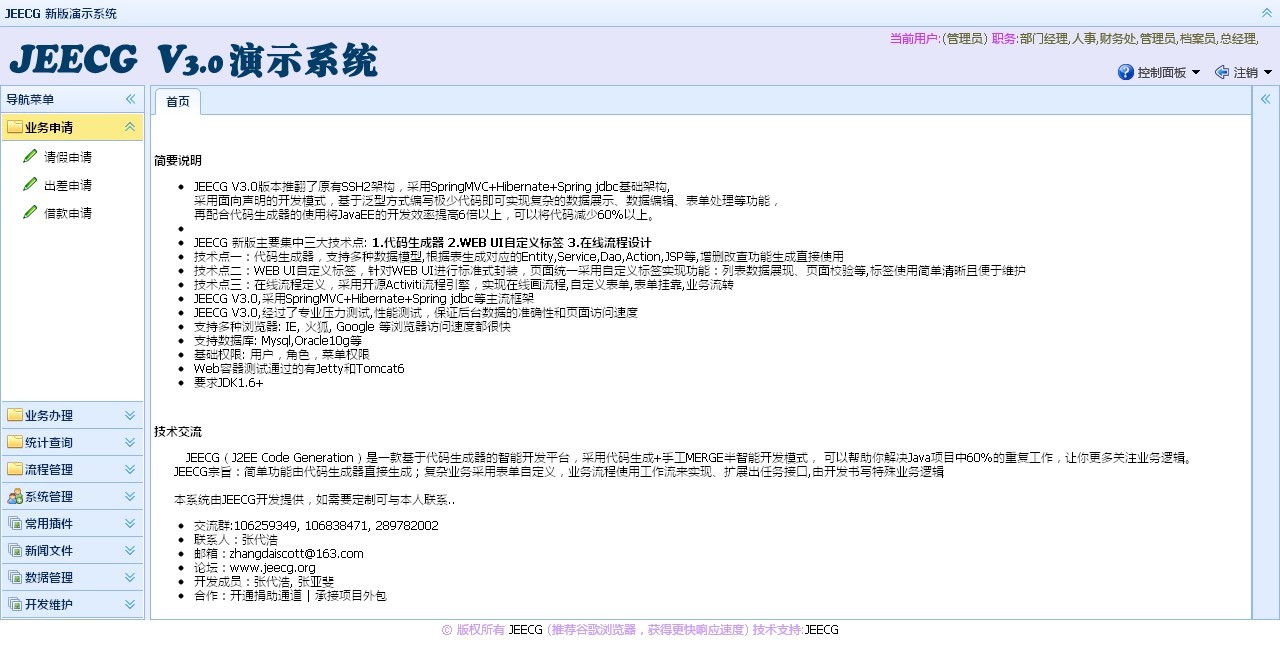 JEECG 新版演示系统
JEECG V3.0演示系统
当前用户:(管理员) 职务:部门经理,人事,财务处,管理员,档案员,总经理,
控制面板 注销
导航菜单
首页
业务申请
请假申请
出差申请
借款申请
业务办理
统计查询
流程管理
系统管理
常用插件
新闻文件
数据管理
开发维护
简要说明
JEECG V3.0版本推翻了原有SSH2架构，采用SpringMVC+Hibernate+Spring jdbc基础架构,
采用面向声明的开发模式，基于泛型方式编写极少代码即可实现复杂的数据展示、数据编辑、表单处理等功能，
再配合代码生成器的使用将JavaEE的开发效率提高6倍以上，可以将代码减少60%以上。
JEECG 新版主要集中三大技术点: 1.代码生成器 2.WEB UI自定义标签 3.在线流程设计
技术点一：代码生成器，支持多种数据模型,根据表生成对应的Entity,Service,Dao,Action,JSP等,增删改查功能生成直接使用
技术点二：WEB UI自定义标签，针对WEB UI进行标准式封装，页面统一采用自定义标签实现功能：列表数据展现、页面校验等,标签使用简单清晰且便于维护
技术点三：在线流程定义，采用开源Activiti流程引擎，实现在线画流程,自定义表单,表单挂靠,业务流转
JEECG V3.0,采用SpringMVC+Hibernate+Spring jdbc等主流框架
JEECG V3.0,经过了专业压力测试,性能测试，保证后台数据的准确性和页面访问速度
支持多种浏览器: IE, 火狐, Google 等浏览器访问速度都很快
支持数据库: Mysql,Oracle10g等
基础权限: 用户，角色，菜单权限
Web容器测试通过的有Jetty和Tomcat6
要求JDK1.6+
技术交流
JEECG ( J2EE Code Generation ) 是一款基于代码生成器的智能开发平台，采用代码生成+手工MERGE半智能开发模式， 可以帮助你解决Java项目中60%的重复工作，让你更多关注业务逻辑。
JEECG宗旨：简单功能由代码生成器直接生成；复杂业务采用表单自定义，业务流程使用工作流来实现、扩展出任务接口,由开发书写特殊业务逻辑
本系统由JEECG开发提供，如需要定制可与本人联系..
交流群:106259349, 106838471, 289782002
联系人：张代浩
邮箱：zhangdaiscott@163.com
论坛：www.jeecg.org
开发成员：张代浩, 张亚斐
合作：开通捐助通道 | 承接项目外包
© 版权所有 JEECG (推荐谷歌浏览器，获得更快响应速度) 技术支持:JEECG